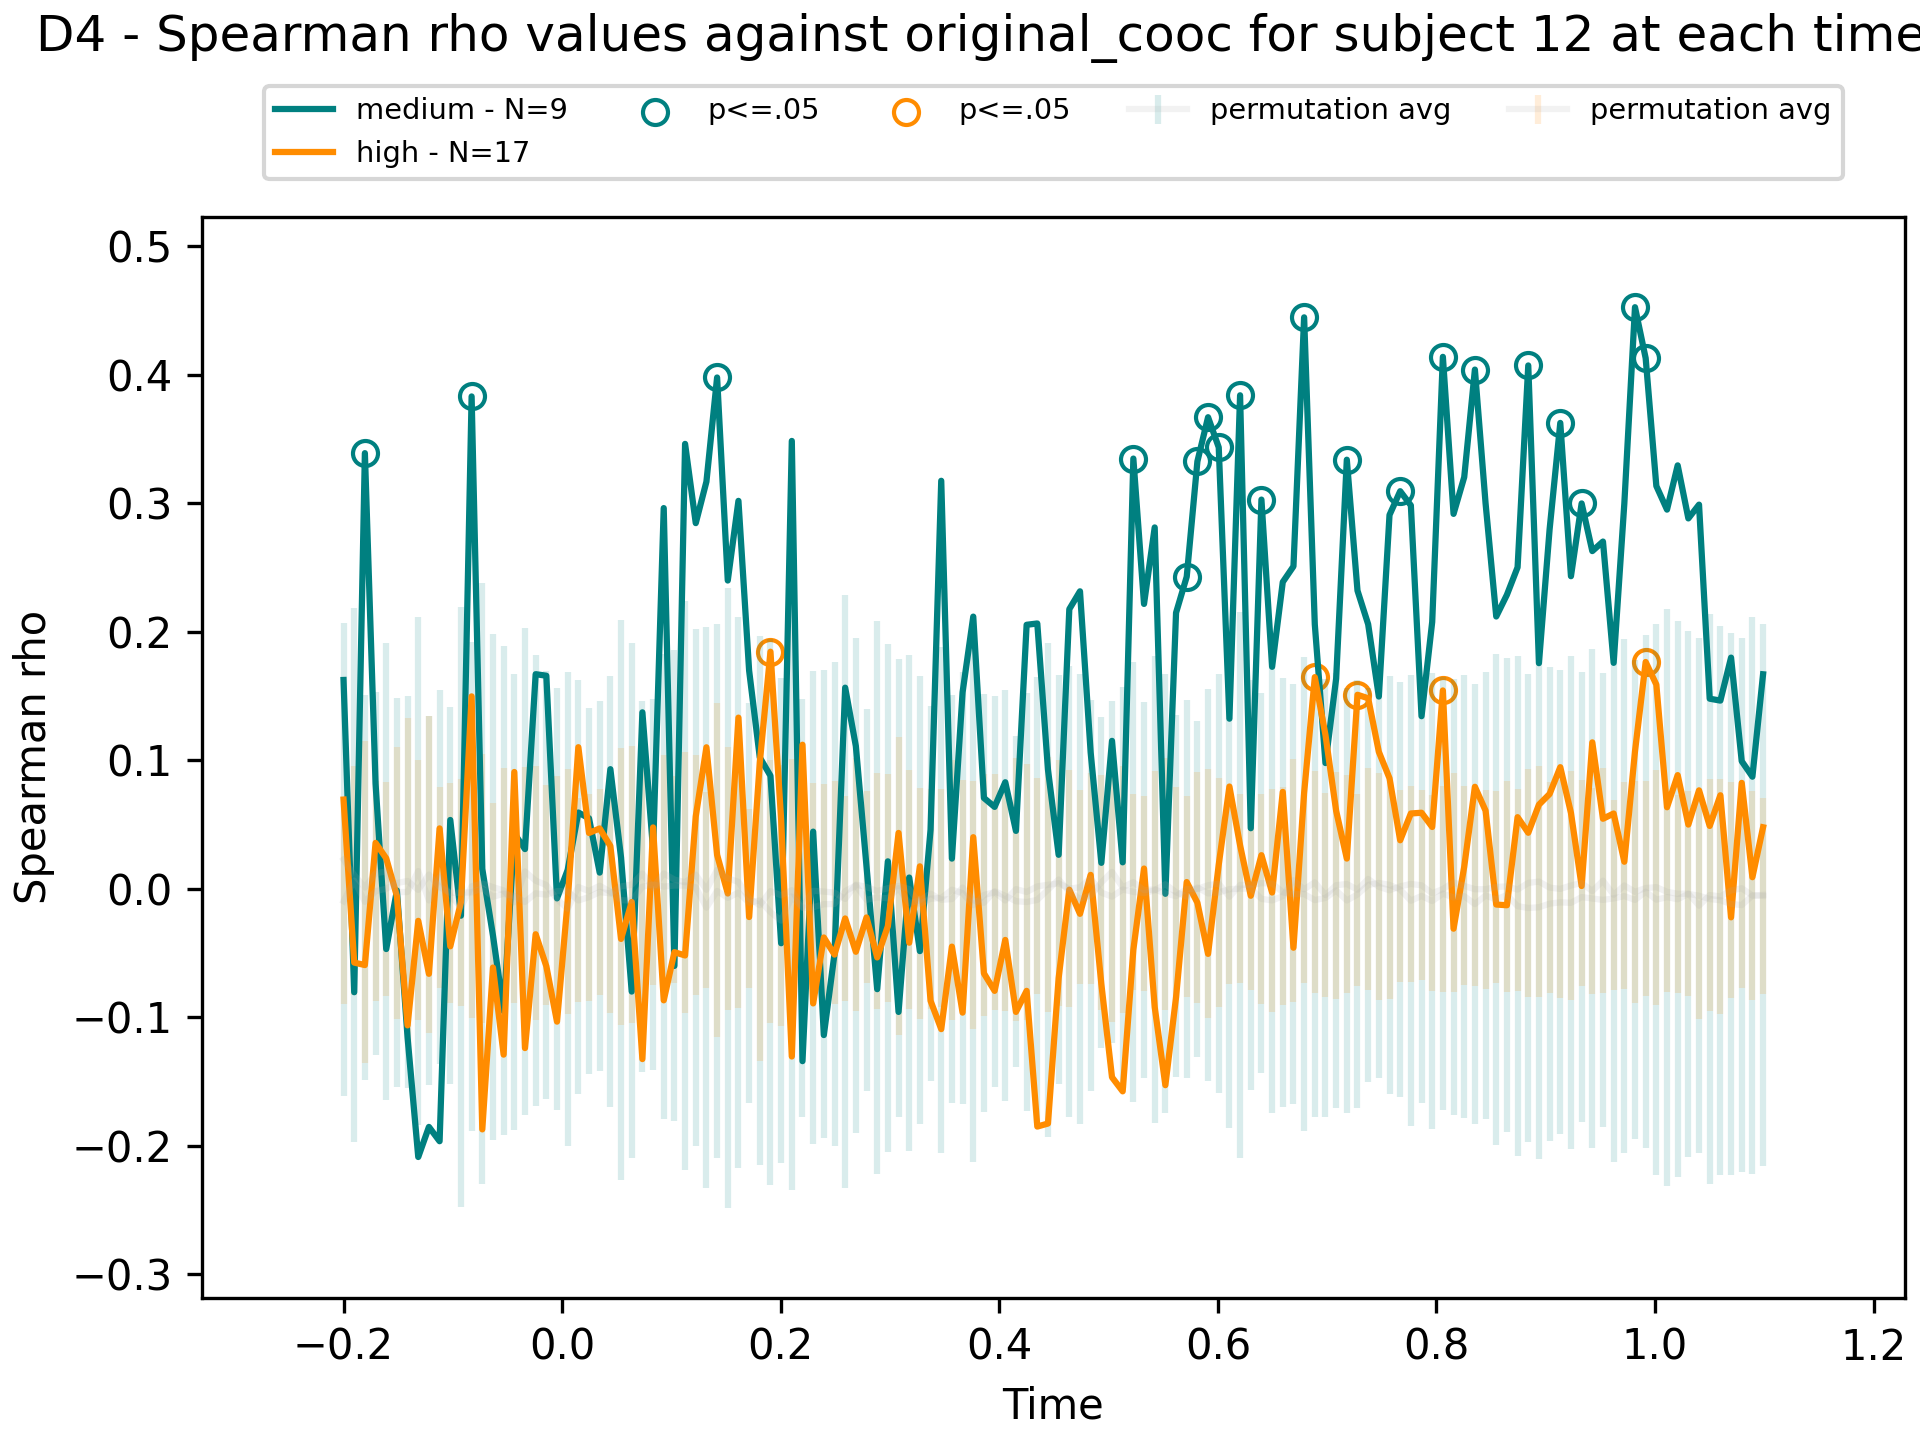 D4 - Spearman rho values against original_cooc for subject 12 at each time
medium - N=9
high - N=17
p<=.05
p<=.05
permutation avg
permutation avg
Spearman rho
0.5
0.4
0.3
0.2
0.1
0.0
−0.1
−0.2
−0.3
−0.2 0.0 0.2 0.4 0.6 0.8 1.0 1.2
Time